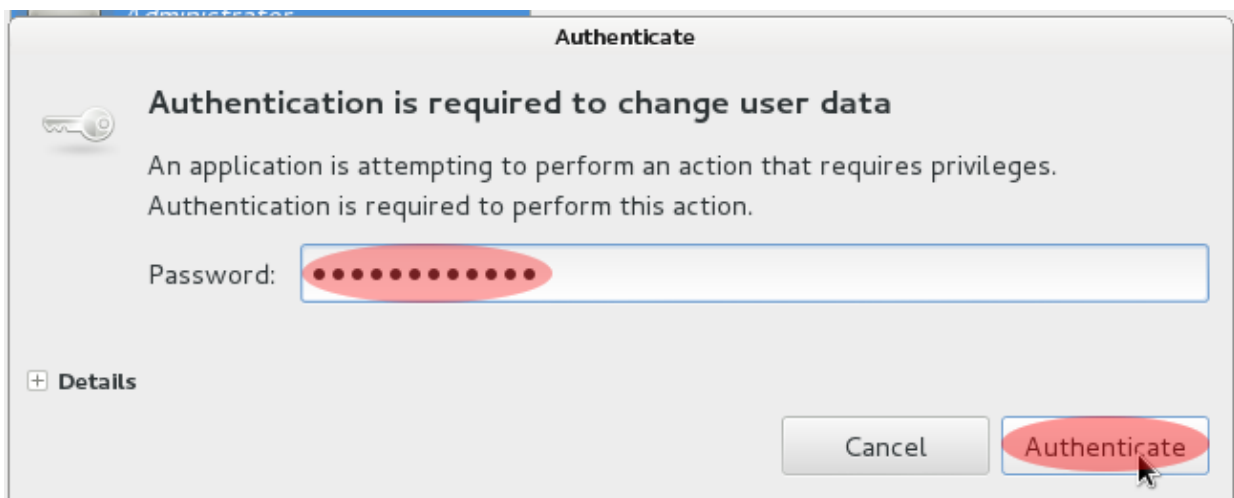 Administrator
Authenticate
Authentication is required to change user data
An application is attempting to perform an action that requires privileges.
Authentication is required to perform this action.
Password: ●●●●●●●●●●●●
Details
Cancel
Authenticate